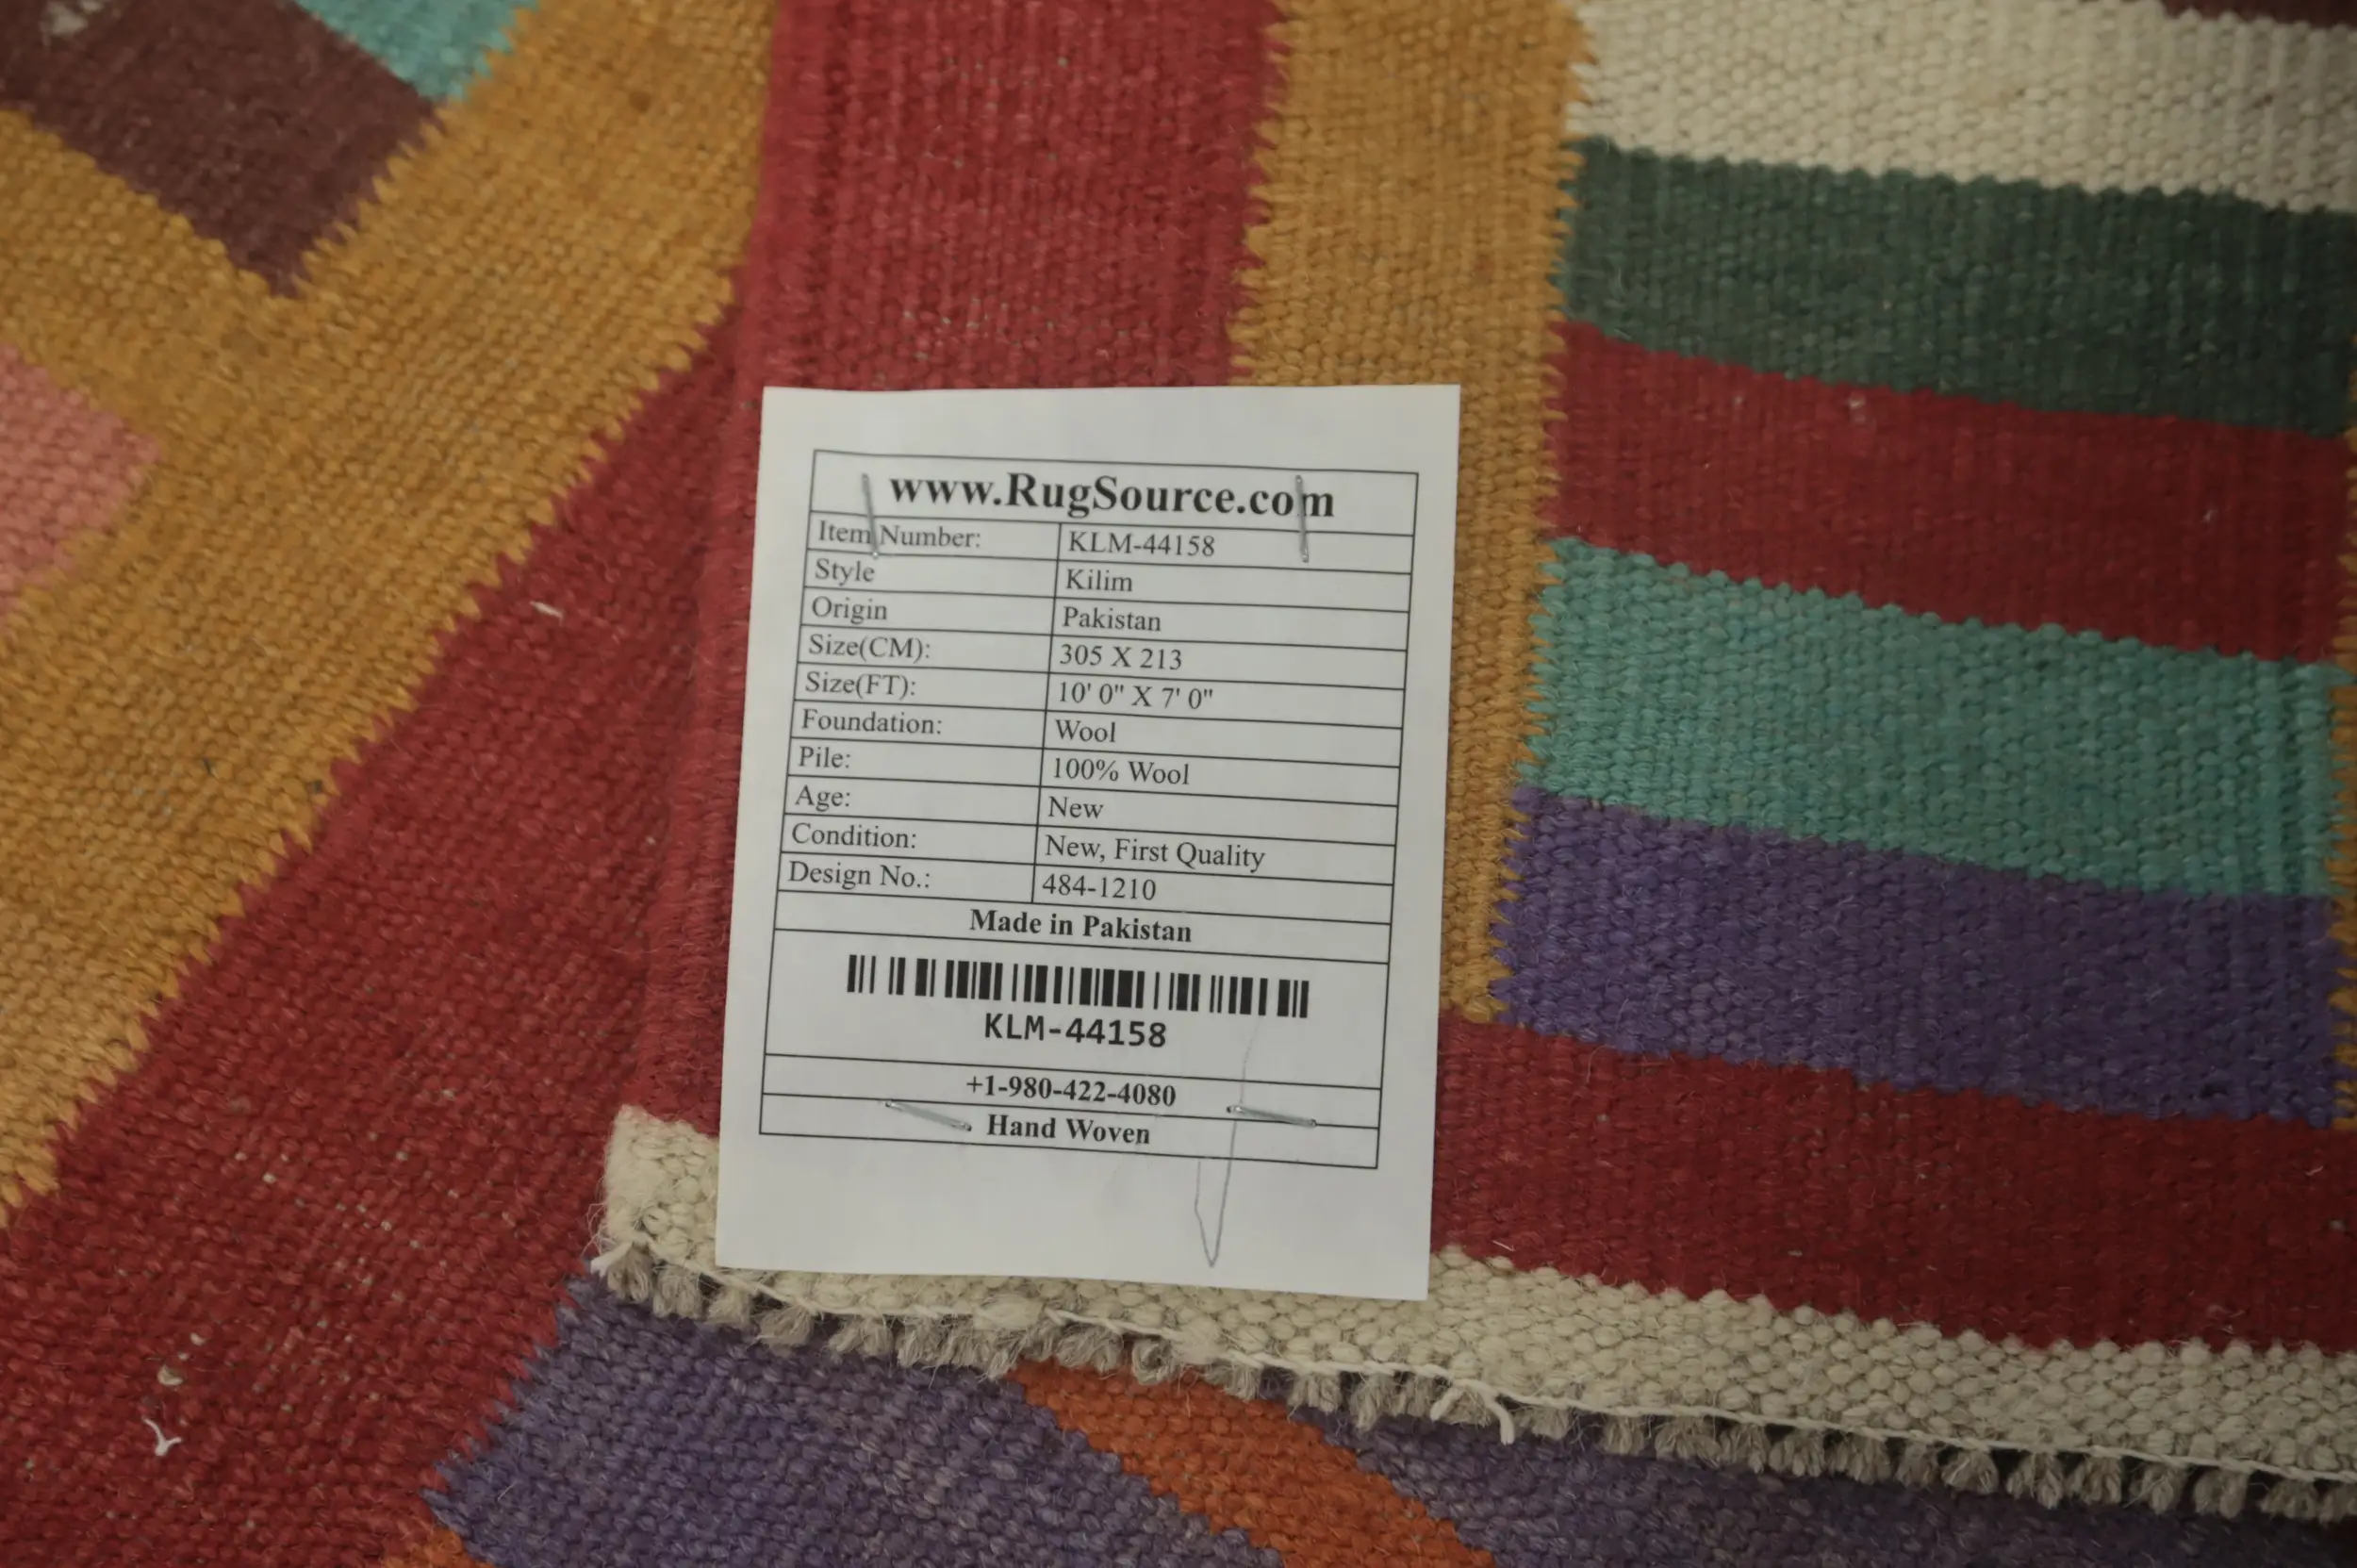 www.RugSource.com
Item Number: KLM-44158
Style Kilim
Origin Pakistan
Size(CM): 305 X 213
Size(FT): 10' 0" X 7' 0"
Foundation: Wool
Pile: 100% Wool
Age: New
Condition: New, First Quality
Design No.: 484-1210
Made in Pakistan
KLM-44158
+1-980-422-4080
Hand Woven